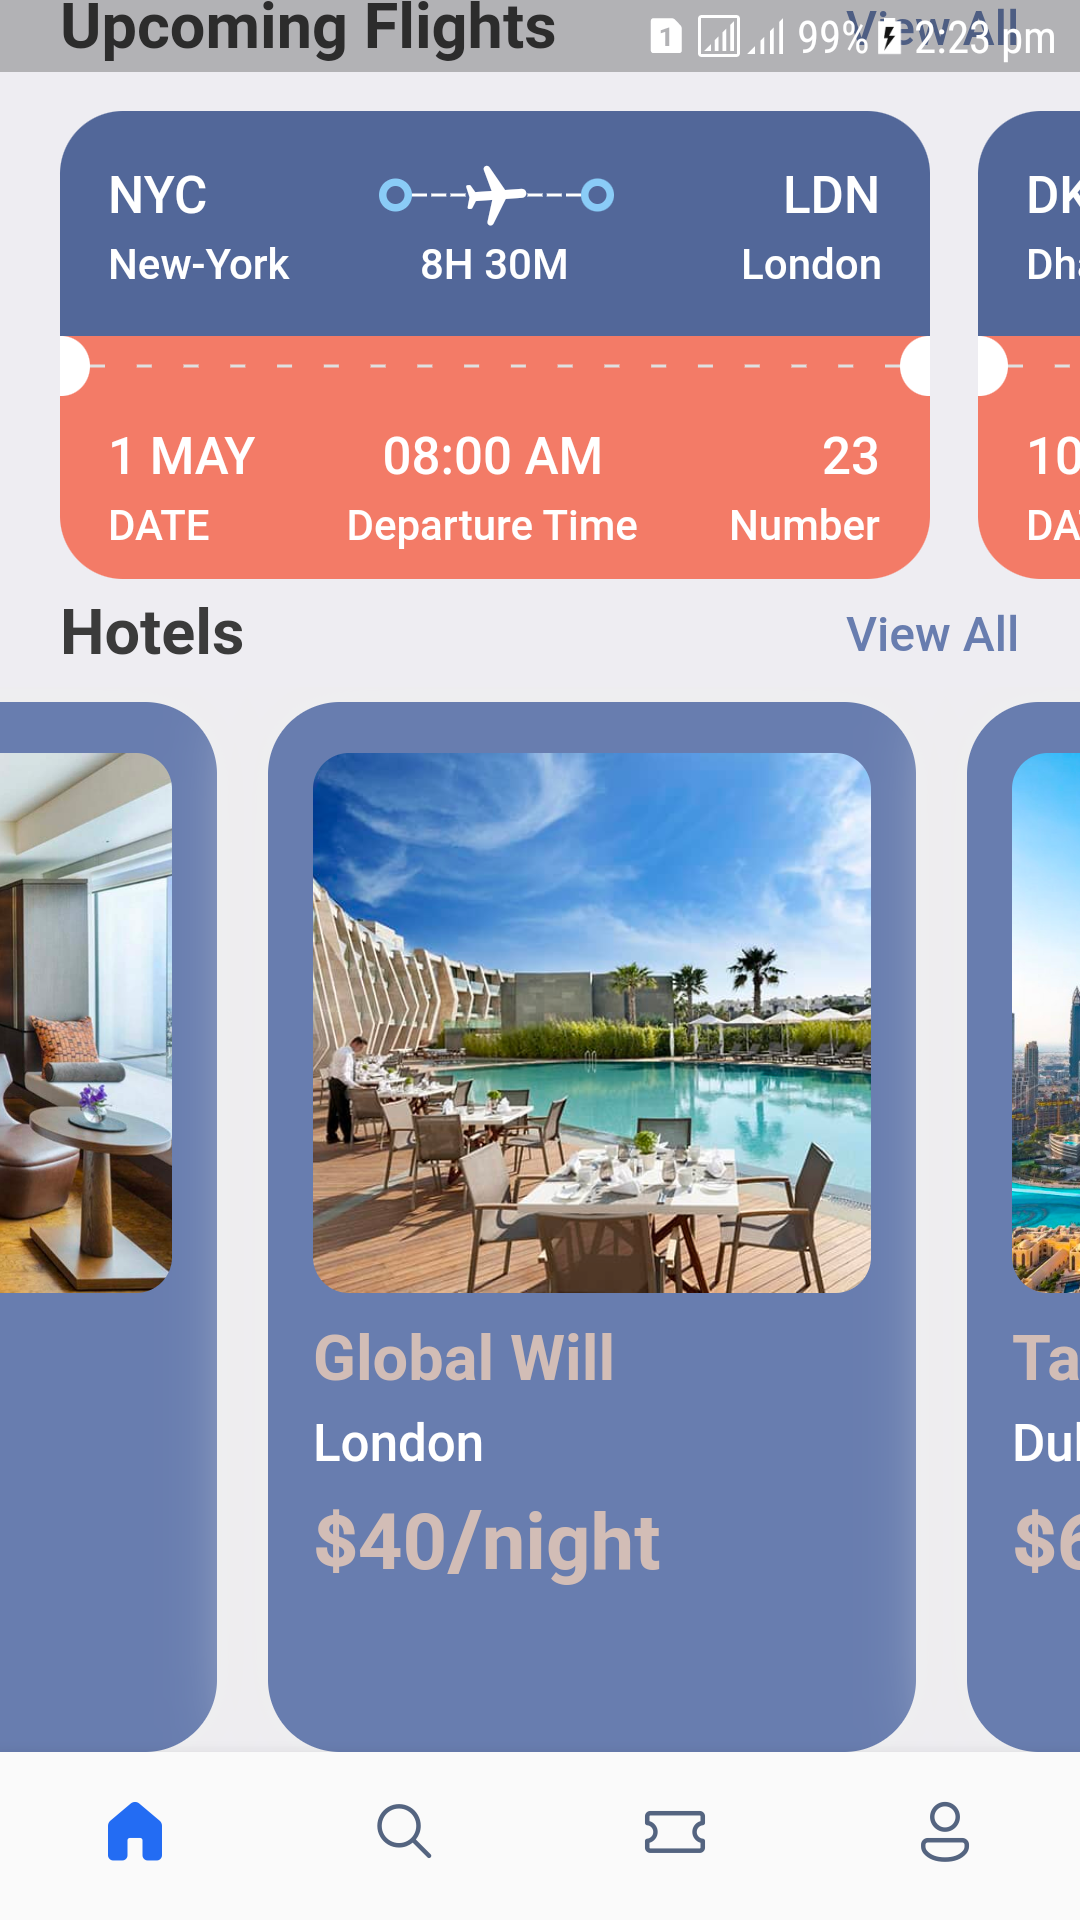 Upcoming Flights View All
1 99% 2:23 pm
NYC LDN DK
New-York 8H 30M London Dha
1 MAY 08:00 AM 23 10
DATE Departure Time Number DA
Hotels View All
Global Will Ta
London Dub
$40/night $6